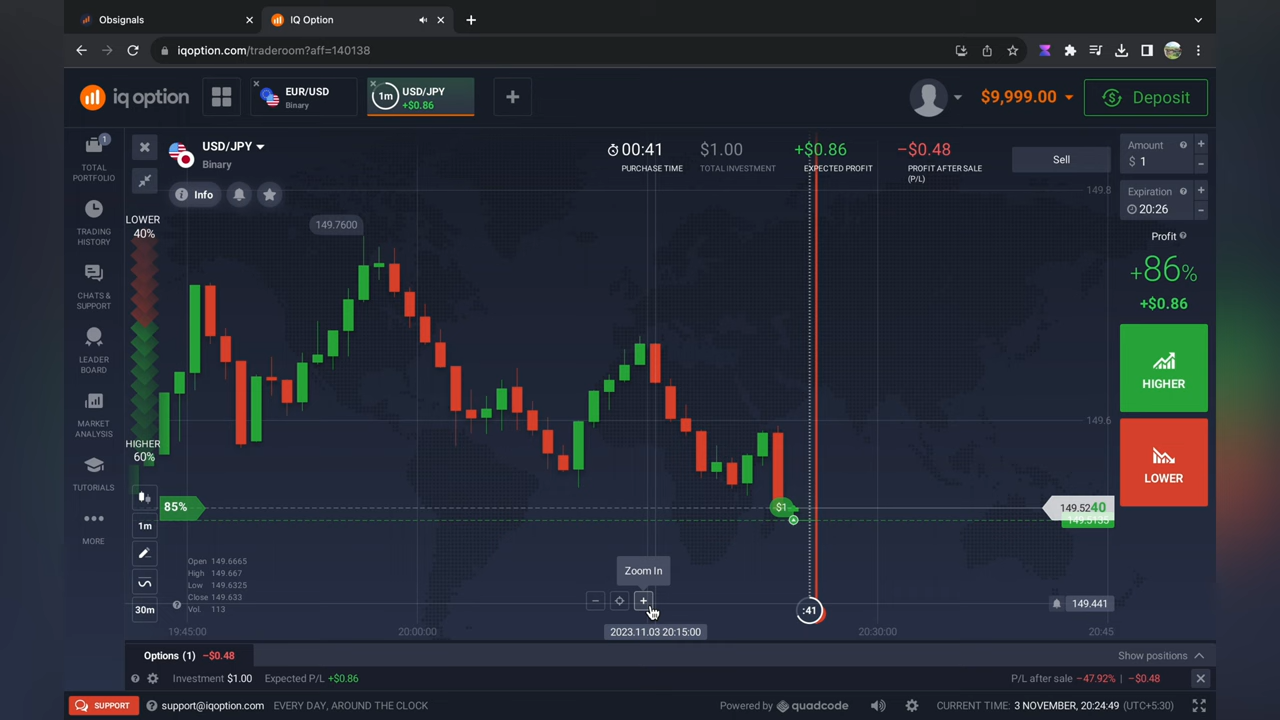 Obsignals
IQ Option
iqoption.com/traderoom?aff=140138
iq option
EUR/USD
Binary
1m
USD/JPY
+$0.86
$9,999.00
Deposit
1
TOTAL
PORTFOLIO
TRADING
HISTORY
CHATS &
SUPPORT
LEADER
BOARD
MARKET
ANALYSIS
TUTORIALS
MORE
USD/JPY
Binary
Info
00:41
PURCHASE TIME
$1.00
TOTAL INVESTMENT
+$0.86
EXPECTED PROFIT
−$0.48
PROFIT AFTER SALE
(P/L)
Sell
LOWER
40%
HIGHER
60%
149.7600
149.8
149.6
85%
$1
149.5240
149.5135
1m
30m
Open 149.6665
High 149.667
Low 149.6325
Close 149.633
Vol. 113
Zoom In
:41
149.441
19:45:00
20:00:00
2023.11.03 20:15:00
20:30:00
20:45
Amount
$ 1
Expiration
20:26
Profit
+86%
+$0.86
HIGHER
LOWER
Options (1) −$0.48
Show positions
Investment $1.00 Expected P/L +$0.86
P/L after sale −47.92% | −$0.48
SUPPORT
support@iqoption.com EVERY DAY, AROUND THE CLOCK
Powered by quadcode
CURRENT TIME: 3 NOVEMBER, 20:24:49 (UTC+5:30)